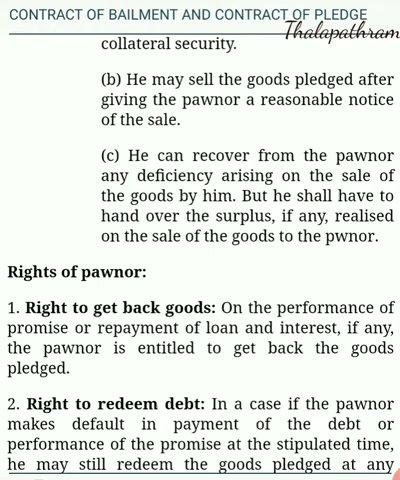 CONTRACT OF BAILMENT AND CONTRACT OF PLEDGE
Thalapathram
collateral security.
(b) He may sell the goods pledged after
giving the pawnor a reasonable notice
of the sale.
(c) He can recover from the pawnor
any deficiency arising on the sale of
the goods by him. But he shall have to
hand over the surplus, if any, realised
on the sale of the goods to the pwnor.
Rights of pawnor:
1. Right to get back goods: On the performance of
promise or repayment of loan and interest, if any,
the pawnor is entitled to get back the goods
pledged.
2. Right to redeem debt: In a case if the pawnor
makes default in payment of the debt or
performance of the promise at the stipulated time,
he may still redeem the goods pledged at any